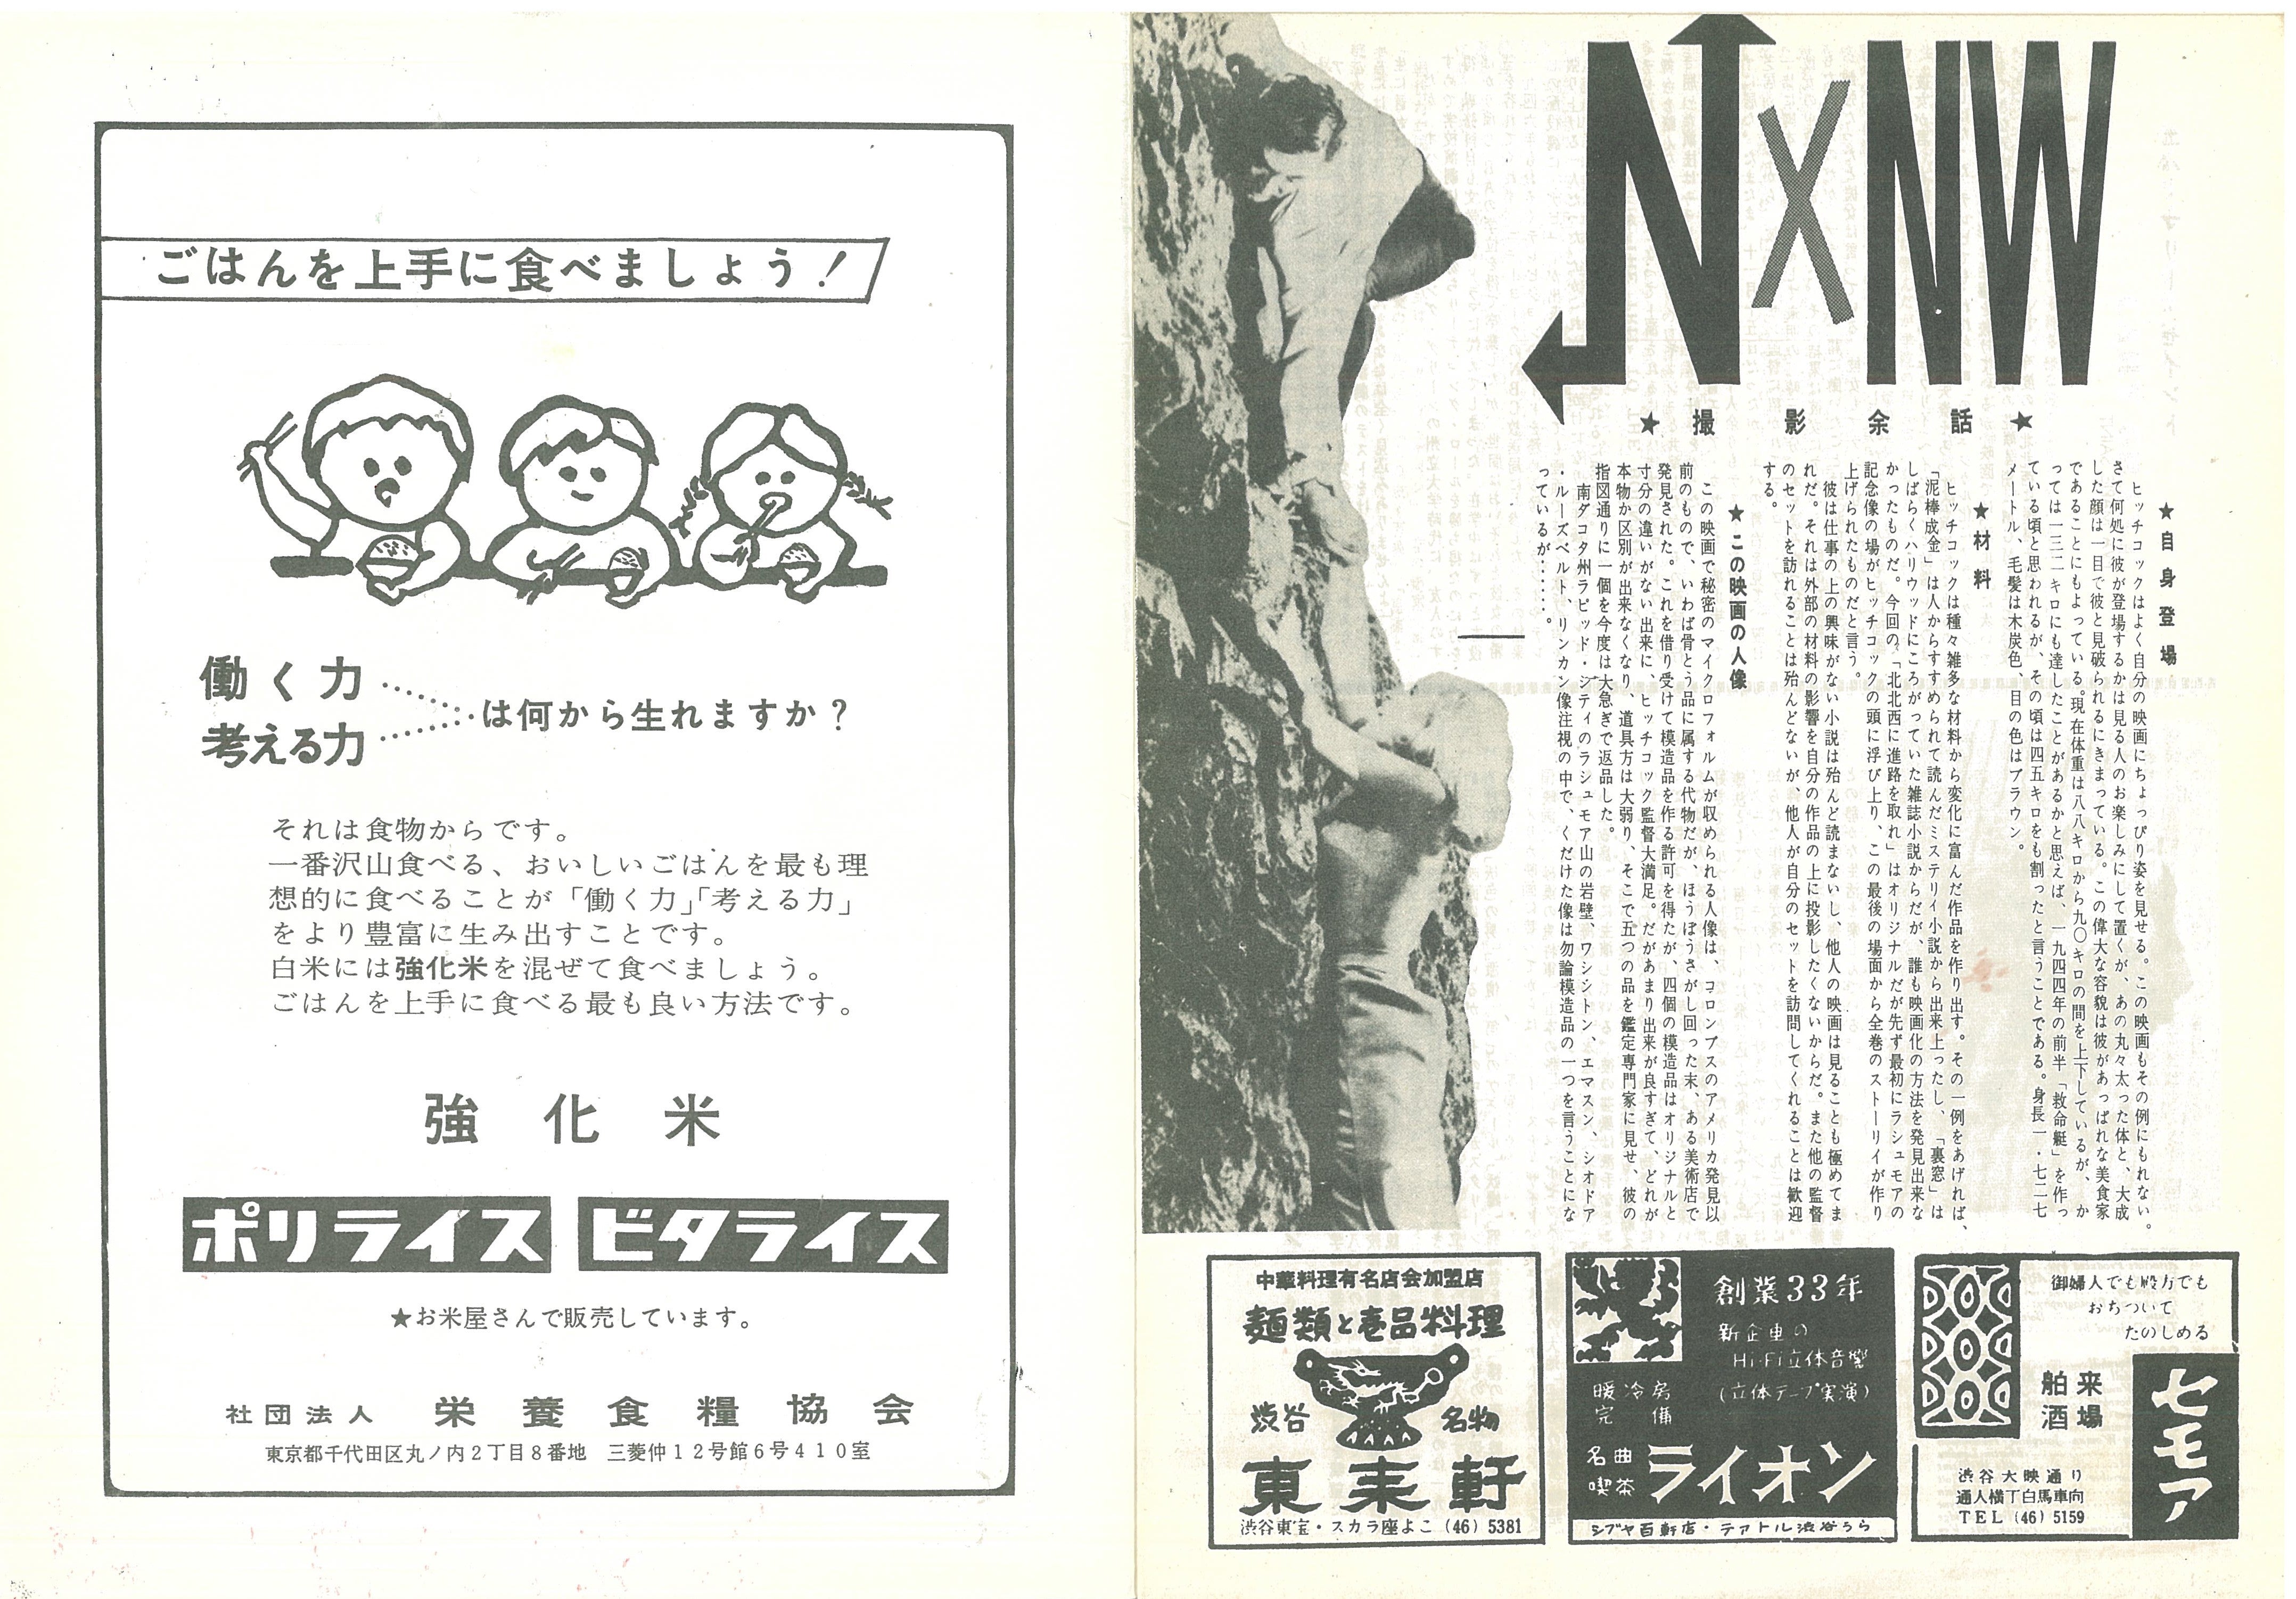 ごはんを上手に食べましょう!
働く力
考える力
は何から生れますか?
それは食物からです。
一番沢山食べる、おいしいごはんを最も理
想的に食べることが「働く力」「考える力」
をより豊富に生み出すことです。
白米には強化米を混ぜて食べましょう。
ごはんを上手に食べる最も良い方法です。
強化米
ポリライス ビタライス
★お米屋さんで販売しています。
社団法人 栄養食糧協会
東京都千代田区丸ノ内2丁目8番地 三菱仲12号館6号410室
N×NW
★撮影余話★
★自身登場
ヒッチコックはよく自分の映画にちょっぴり姿を見せる。この映画もその例にもれない。
さて何処に彼が登場するかは見る人のお楽しみにして置くが、あの丸々太った体と、大成
した顔は一目で彼と見破られるにきまっている。この偉大な容貌は彼があっぱれな美食家
であることにもよっている。現在体重は八八キロから九〇キロの間を上下しているが、か
っては一三二キロにも達したことがあるかと思えば、一九四四年の前半「救命艇」を作っ
ている頃と思われるが、その頃は四五キロをも割ったと言うことである。身長一・七二七
メートル、毛髪は木炭色、目の色はブラウン。
★材料
ヒッチコックは種々雑多な材料から変化に富んだ作品を作り出す。その一例をあげれば、
「泥棒成金」は人からすすめられて読んだミステリイ小説から出来上ったし、「裏窓」は
しばらくハリウッドにころがっていた雑誌小説からだが、誰も映画化の方法を発見出来な
かったものだ。今回の「北北西に進路を取れ」はオリジナルだが先ず最初にラシュモアの
記念像の場がヒッチコックの頭に浮び上り、この最後の場面から全巻のストーリイが作り
上げられたものだと言う。
彼は仕事の上の興味がない小説は殆んど読まないし、他人の映画は見ることも極めてま
れだ。それは外部の材料の影響を自分の作品の上に投影したくないからだ。また他の監督
のセットを訪れることは殆んどないが、他人が自分のセットを訪問してくれることは歓迎
する。
★この映画の人像
この映画で秘密のマイクロフォルムが収められる人像は、コロンブスのアメリカ発見以
前のもので、いわば骨とう品に属する代物だが、ほうぼうさがし回った末、ある美術店で
発見された。これを借り受けて模造品を作る許可を得たが、四個の模造品はオリジナルと
寸分の違いがない出来に、ヒッチコック監督大満足。だがあまり出来が良すぎて、どれが
本物か区別が出来なくなり、道具方は大弱り、そこで五つの品を鑑定専門家に見せ、彼の
指図通りに一個を今度は大急ぎで返品した。
南ダコタ州ラピッド・シティのラシュモア山の岩壁、ワシントン、エマスン、シオドア
・ルーズベルト、リンカン像注視の中で、くだけた像は勿論模造品の一つを言うことにな
っているが……。
中華料理有名店会加盟店
麺類と壱品料理
渋谷 名物
東来軒
渋谷東宝・スカラ座よこ (46) 5381
創業33年
新企画の
Hi-Fi立体音響
(立体テープ実演)
暖冷房
完備
名曲
喫茶
ライオン
シブヤ百軒店・テアトル渋谷うら
御婦人でも殿方でも
おちついて
たのしめる
舶来
酒場
セモア
渋谷大映通り
通人横丁白馬車向
TEL (46) 5159